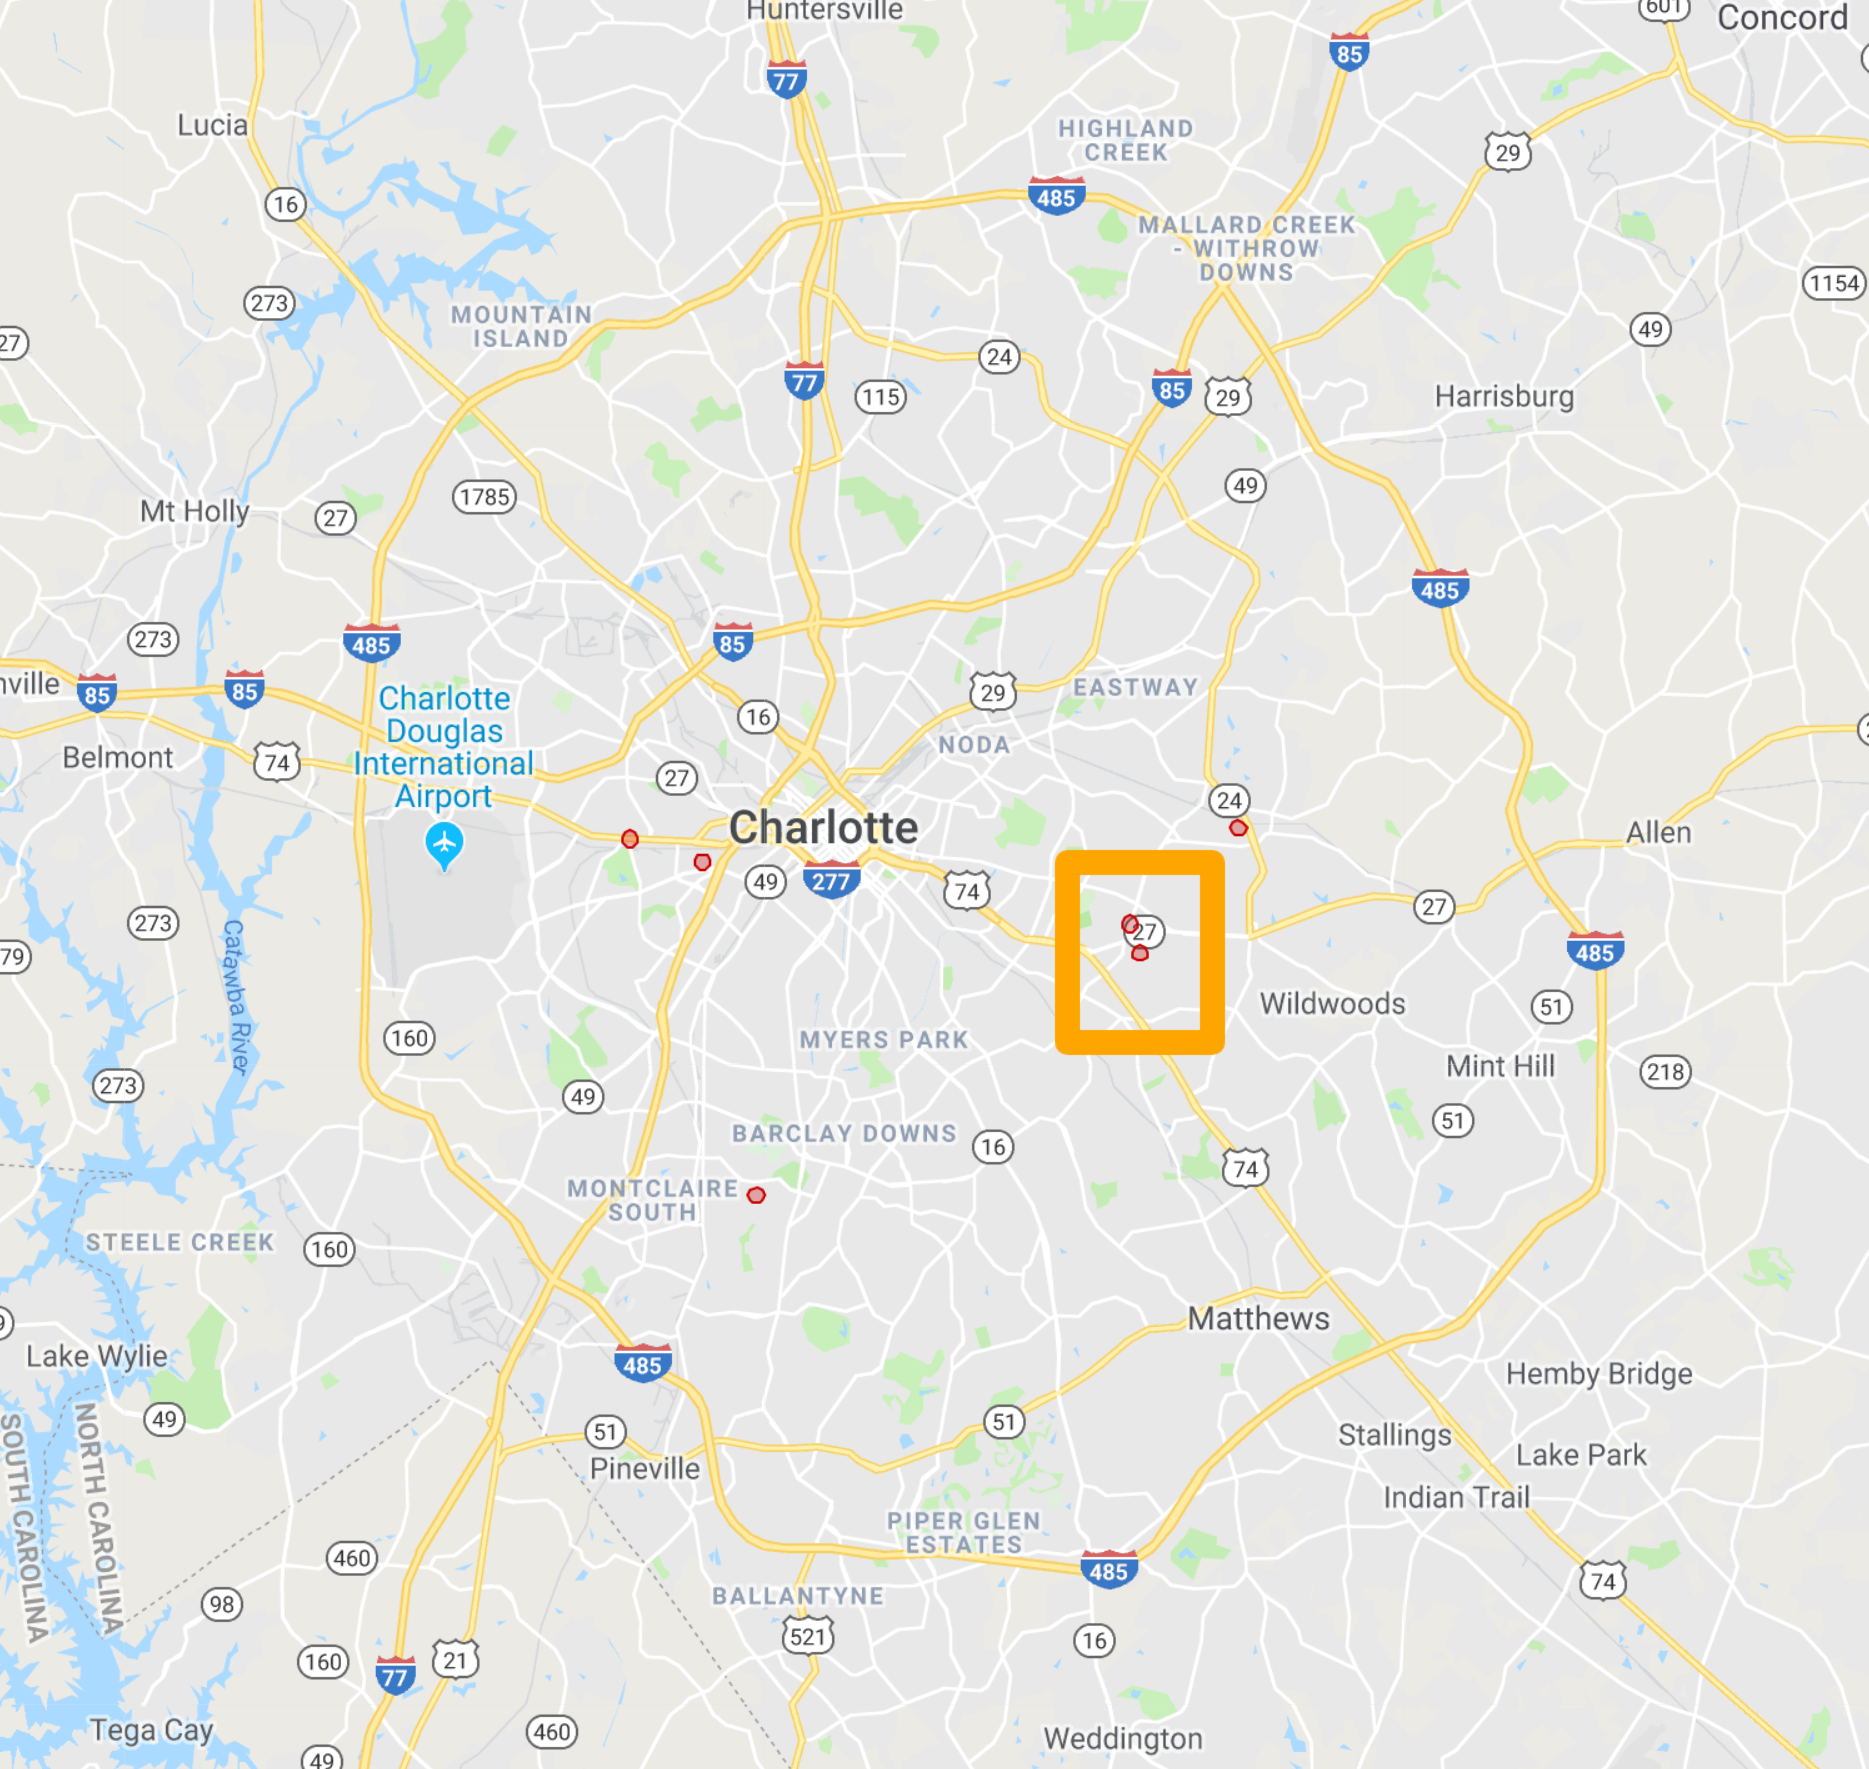 Huntersville
601
Concord
77
85
Lucia
HIGHLAND
CREEK
29
16
485
MALLARD CREEK
- WITHROW
DOWNS
1154
273
MOUNTAIN
ISLAND
27
49
24
77
115
85
29
Harrisburg
1785
49
Mt Holly
27
485
273
485
85
nville
85
85
Charlotte
Douglas
International
Airport
29
EASTWAY
16
NODA
Belmont
74
27
24
Charlotte
Allen
277
49
74
27
273
27
485
79
Catawba River
Wildwoods
51
160
MYERS PARK
Mint Hill
218
273
49
51
BARCLAY DOWNS
16
74
MONTCLAIRE
SOUTH
STEELE CREEK
160
Matthews
9
Lake Wylie
485
Hemby Bridge
49
51
51
Stallings
Lake Park
Pineville
Indian Trail
SOUTH CAROLINA
NORTH CAROLINA
PIPER GLEN
ESTATES
460
485
74
98
BALLANTYNE
521
16
160
77
21
Tega Cay
460
Weddington
49